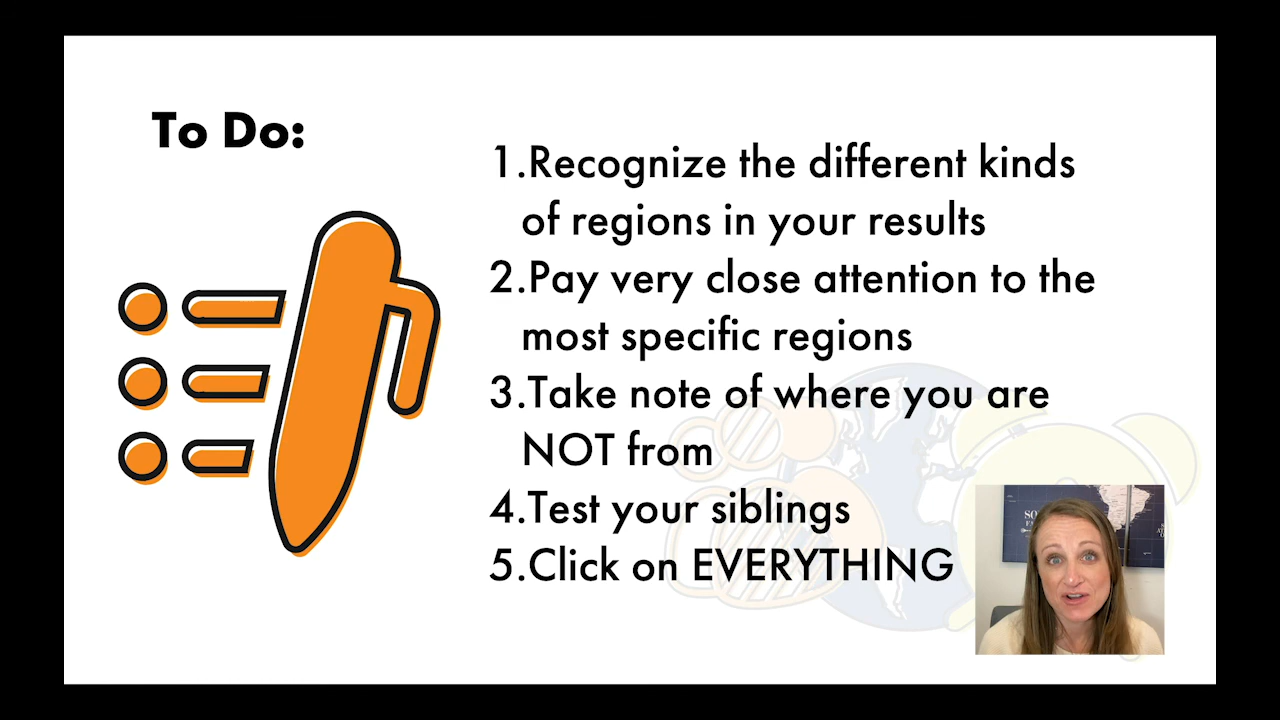 To Do:
1.Recognize the different kinds
of regions in your results
2.Pay very close attention to the
most specific regions
3.Take note of where you are
NOT from
4.Test your siblings
5.Click on EVERYTHING